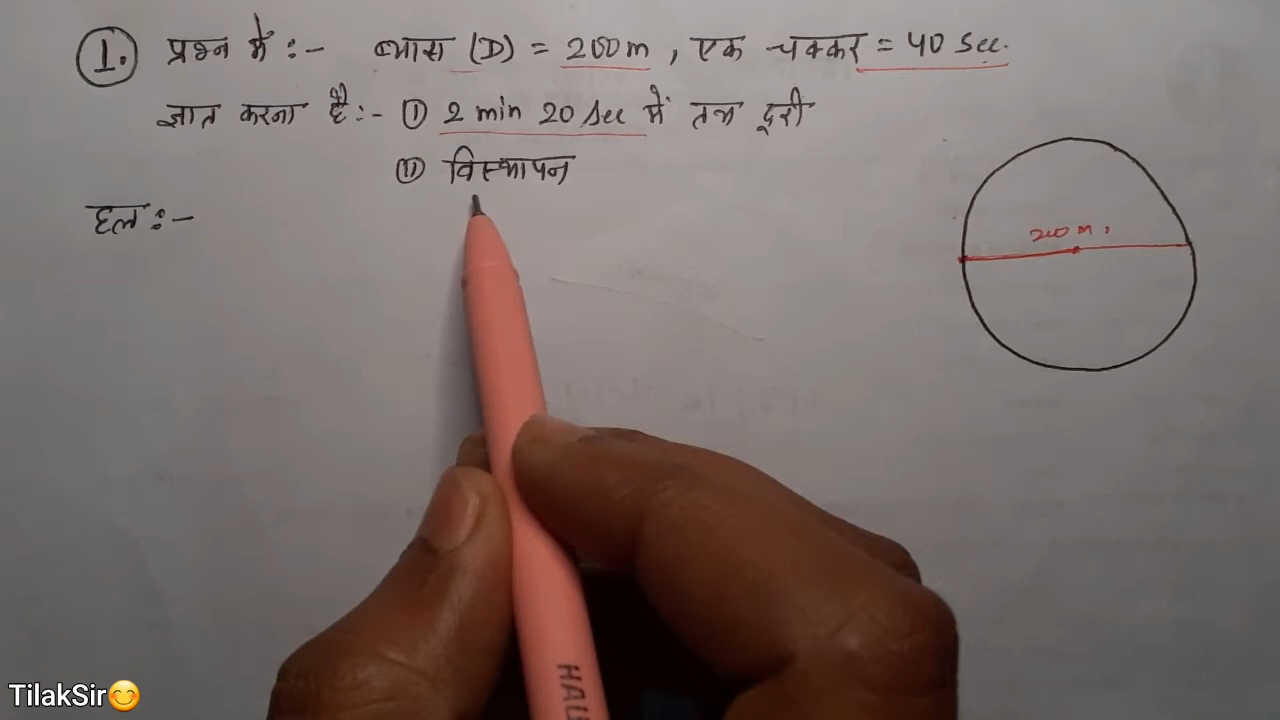 1. प्रश्न में :- व्यास (D) = 200m , एक चक्कर = 40 Sec.
ज्ञात करना है :- (I) 2 min 20 Sec में तय दूरी
(II) विस्थापन
हल :-
200 m.
HAU
TilakSir😊